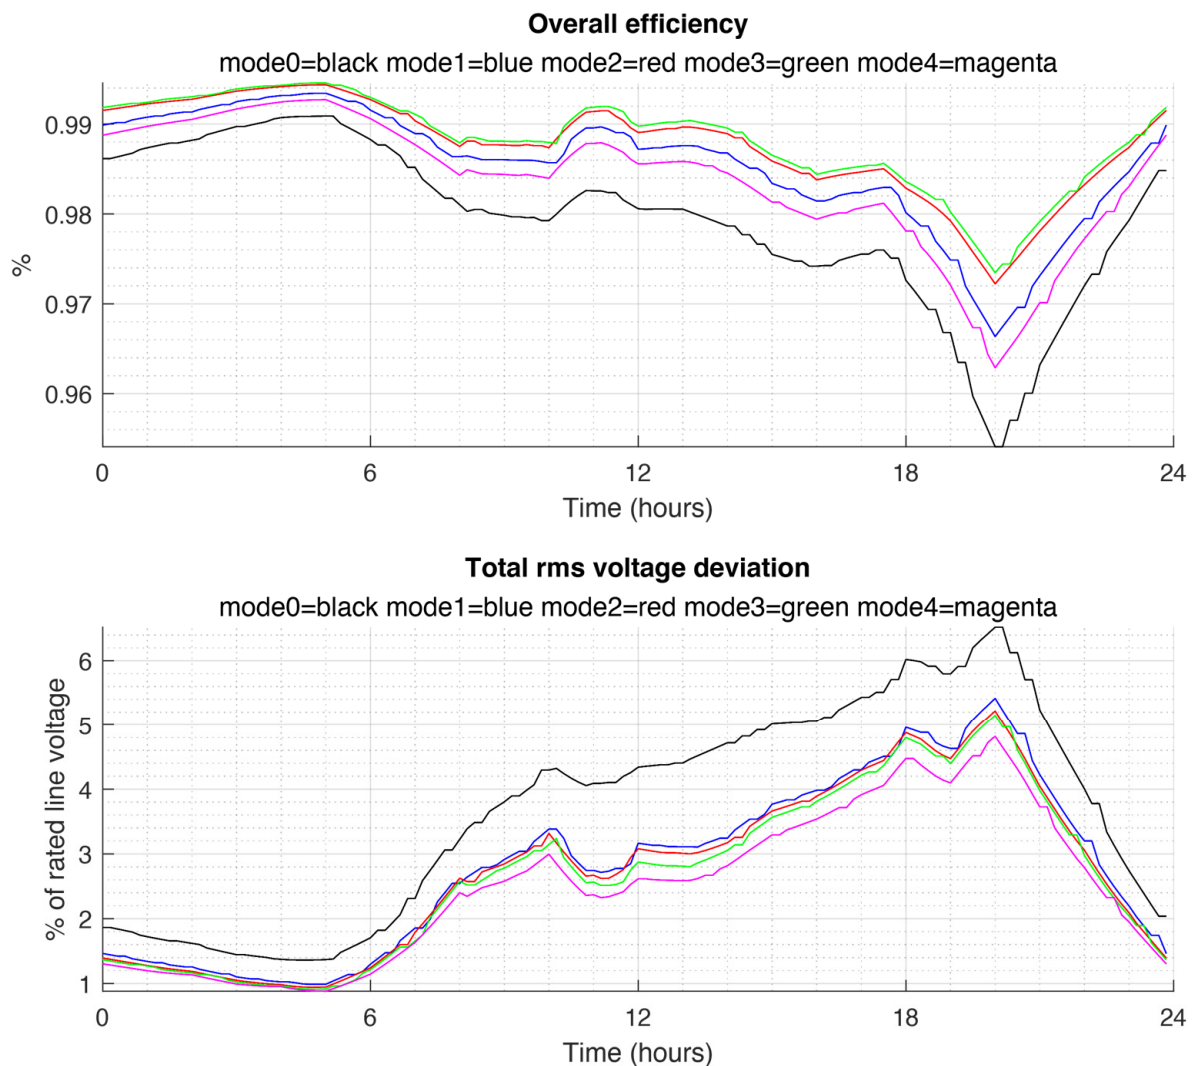 Overall efficiency
mode0=black mode1=blue mode2=red mode3=green mode4=magenta
0.99
0.98
0.97
0.96
%
0 6 12 18 24
Time (hours)
Total rms voltage deviation
mode0=black mode1=blue mode2=red mode3=green mode4=magenta
6
5
4
3
2
1
% of rated line voltage
0 6 12 18 24
Time (hours)